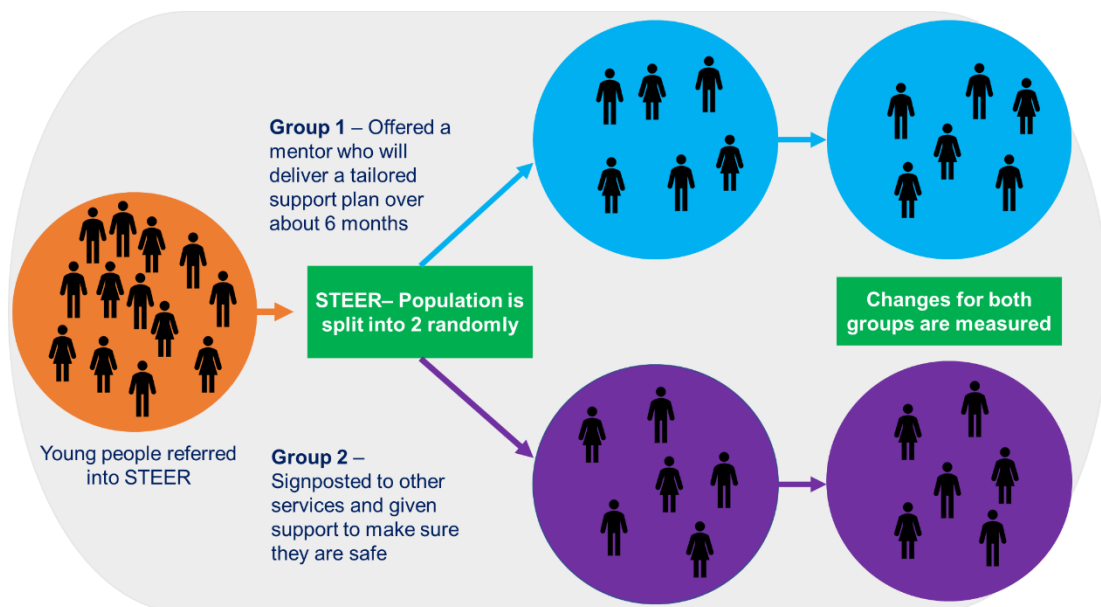 Group 1 – Offered a
mentor who will
deliver a tailored
support plan over
about 6 months
STEER– Population is
split into 2 randomly
Changes for both
groups are measured
Young people referred
into STEER
Group 2 –
Signposted to other
services and given
support to make sure
they are safe